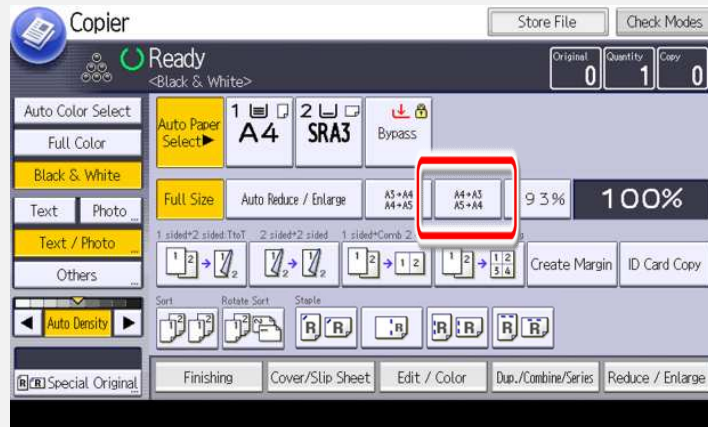 Copier
Store File
Check Modes
Ready
<Black & White>
Original
0
Quantity
1
Copy
0
Auto Color Select
Full Color
Black & White
Text
Photo
Text / Photo
Others
Auto Density
Special Original
Auto Paper
Select▶
1
A4
2
SRA3
Bypass
Full Size
Auto Reduce / Enlarge
A3→A4
A4→A5
A4→A3
A5→A4
93%
100%
1 sided→2 sided:TtoT
2 sided→2 sided
1 sided→Comb 2
Create Margin
ID Card Copy
Sort
Rotate Sort
Staple
Finishing
Cover/Slip Sheet
Edit / Color
Dup./Combine/Series
Reduce / Enlarge